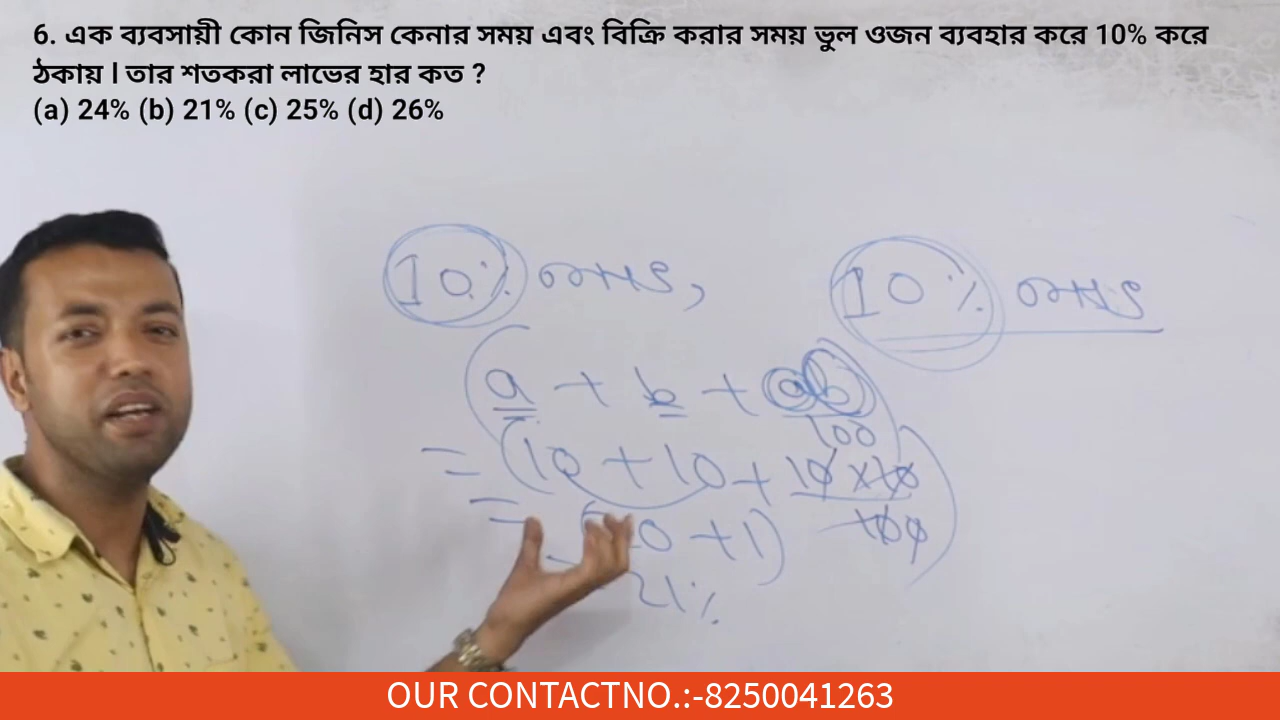 6. এক ব্যবসায়ী কোন জিনিস কেনার সময় এবং বিক্রি করার সময় ভুল ওজন ব্যবহার করে 10% করে
ঠকায় l তার শতকরা লাভের হার কত ?
(a) 24% (b) 21% (c) 25% (d) 26%
10% লাভ, 10% লাভ
a + b + ab/100
= (10 + 10 + 10 × 10/100)
= (20 + 1)
= 21%
OUR CONTACTNO.:-8250041263